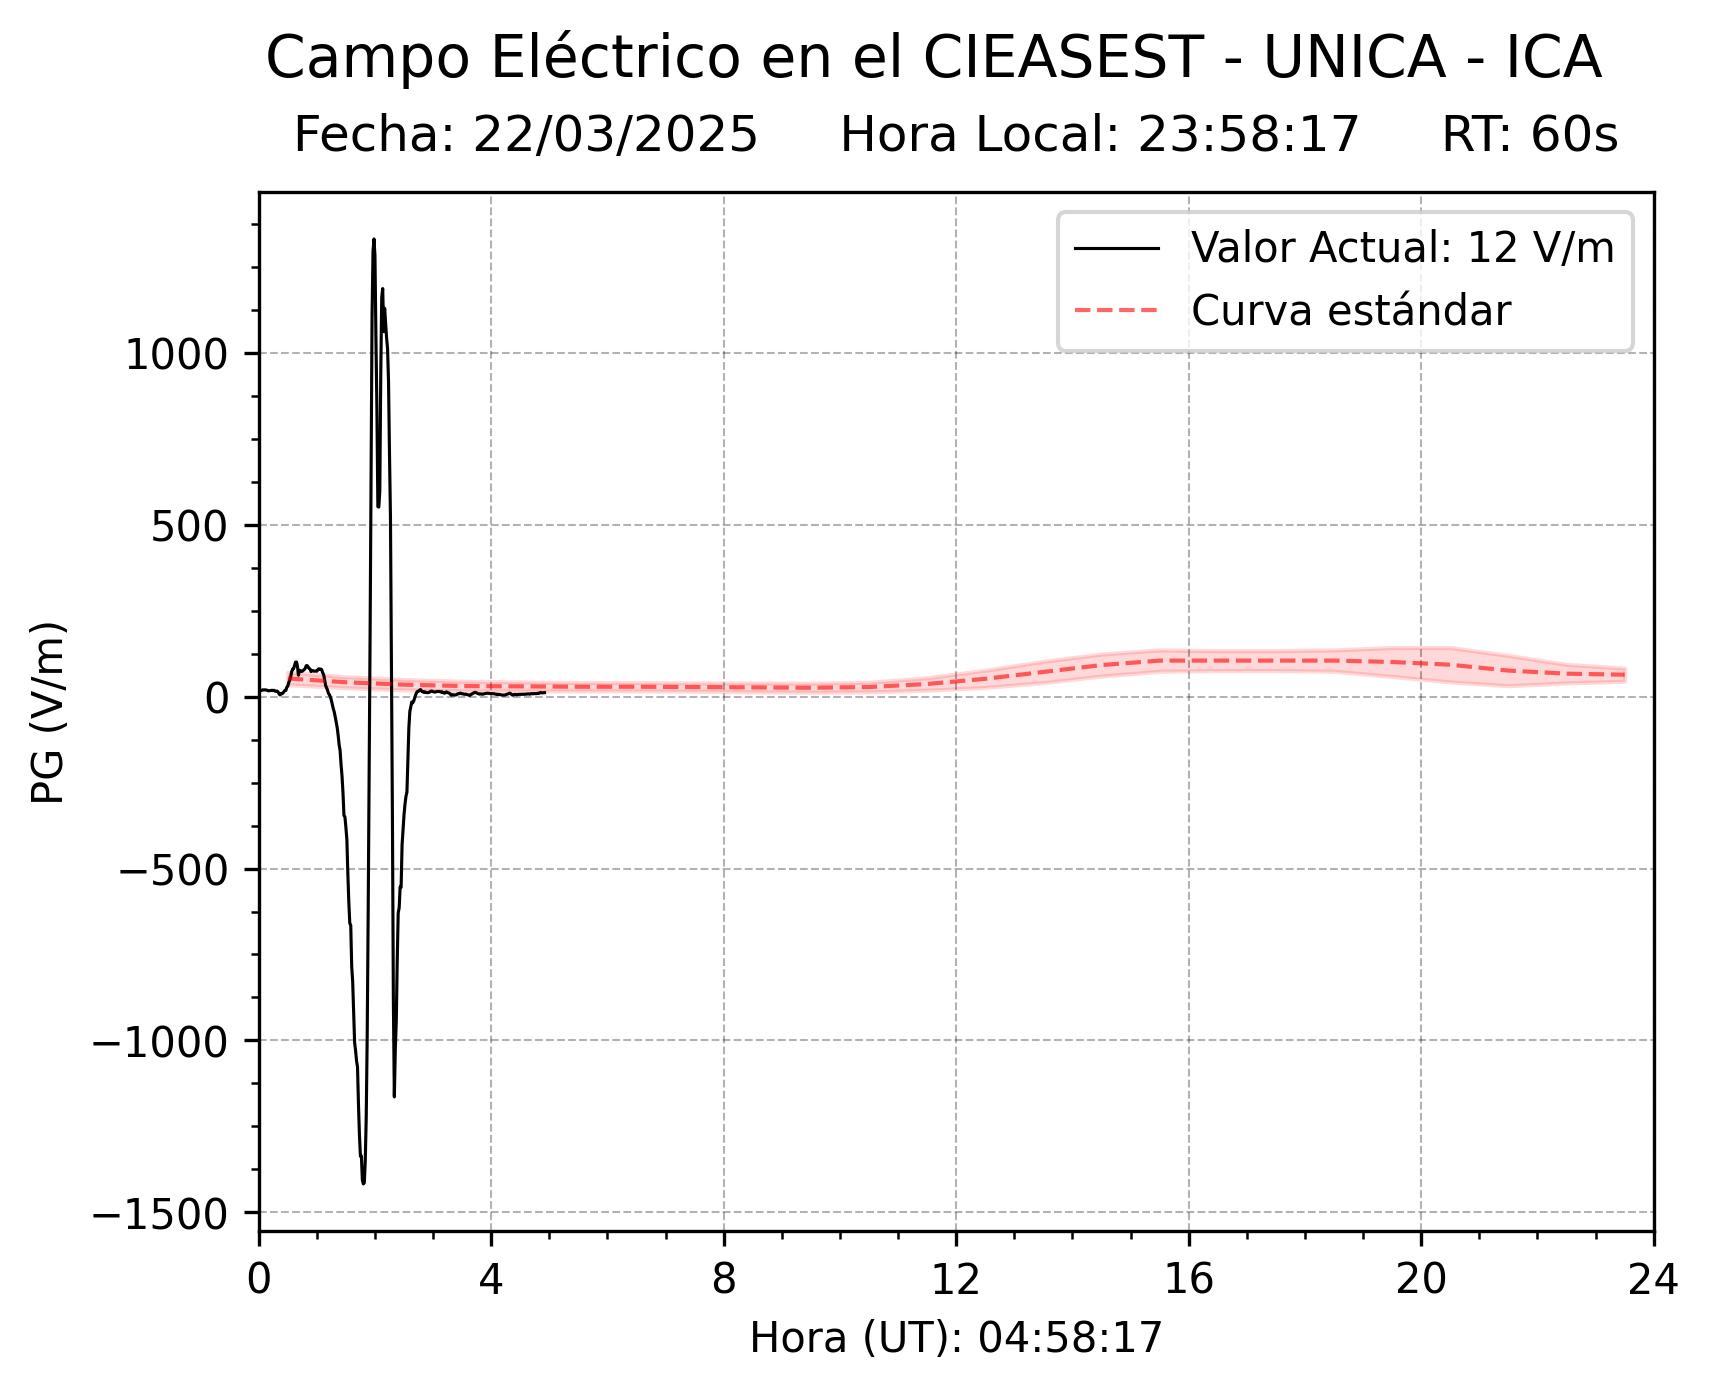 Campo Eléctrico en el CIEASEST - UNICA - ICA
Fecha: 22/03/2025 Hora Local: 23:58:17 RT: 60s
Valor Actual: 12 V/m
Curva estándar
PG (V/m)
1000
500
0
−500
−1000
−1500
0 4 8 12 16 20 24
Hora (UT): 04:58:17